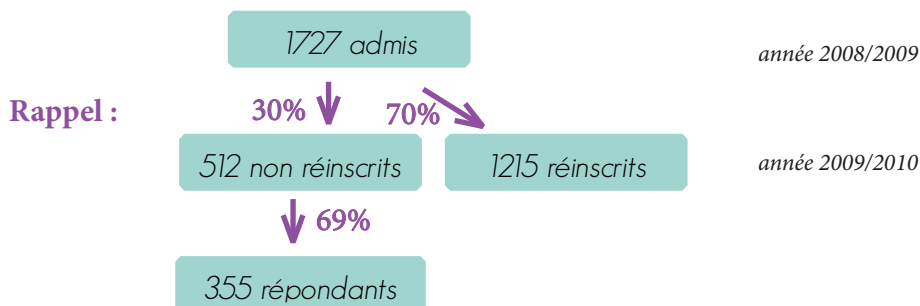 1727 admis
année 2008/2009
Rappel :
30%
70%
512 non réinscrits
1215 réinscrits
année 2009/2010
69%
355 répondants